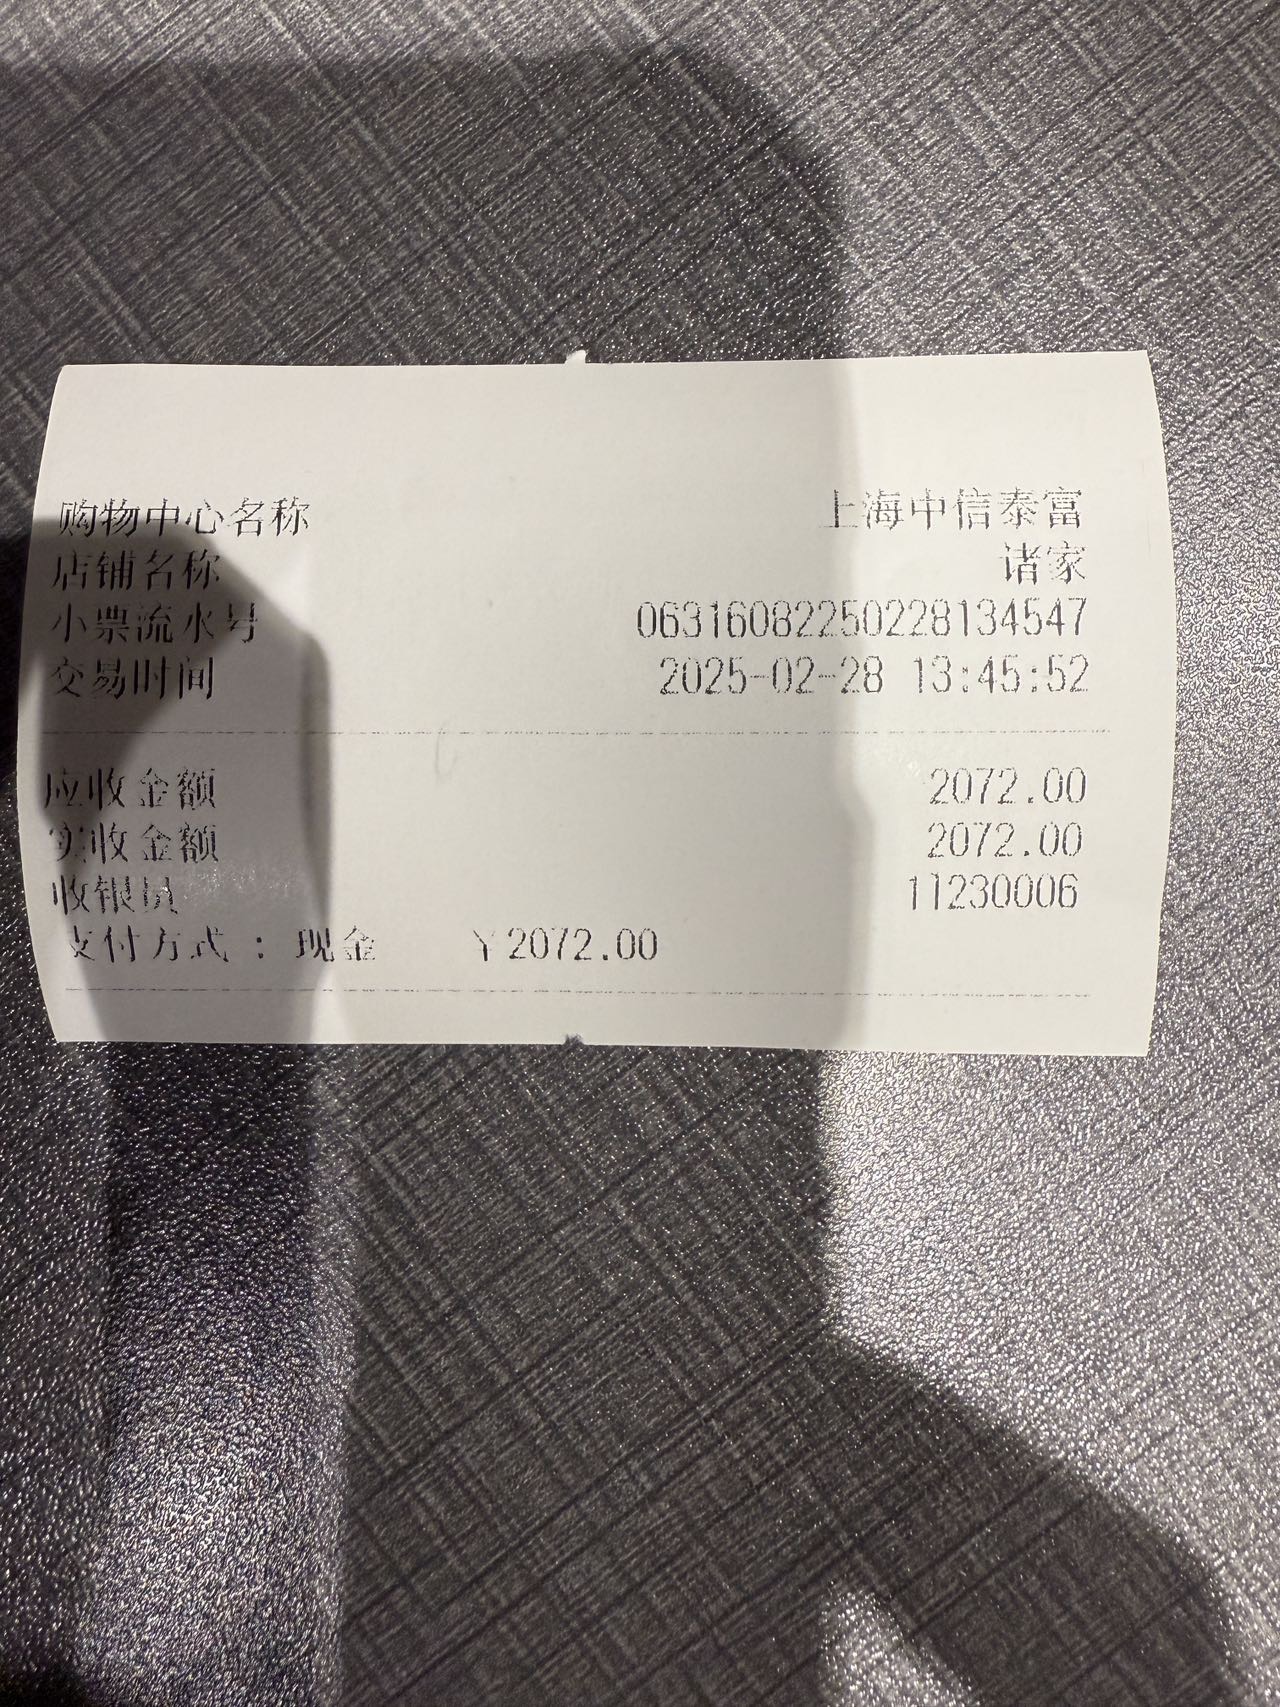 购物中心名称 上海中信泰富
店铺名称 诸家
小票流水号 06316082250228134547
交易时间 2025-02-28 13:45:52
应收金额 2072.00
实收金额 2072.00
收银员 11230006
支付方式 : 现金 ¥2072.00